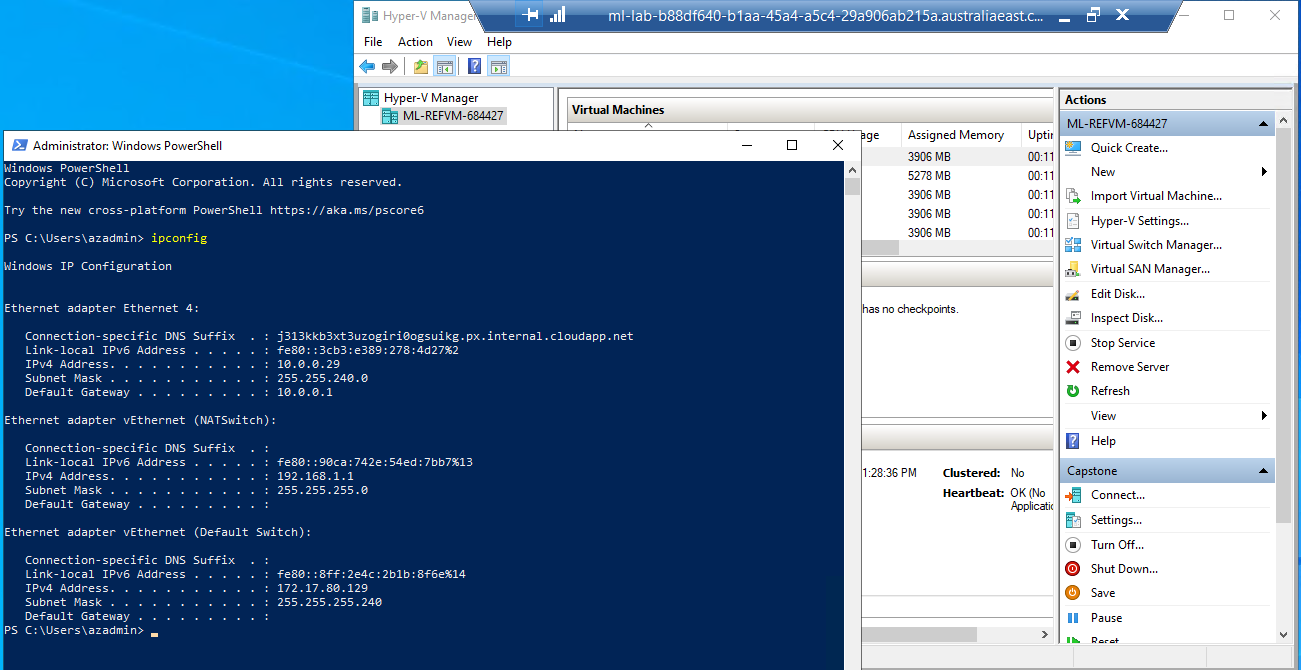 Hyper-V Manager
ml-lab-b88df640-b1aa-45a4-a5c4-29a906ab215a.australiaeast.c...
File Action View Help
Hyper-V Manager
ML-REFVM-684427
Virtual Machines
Assigned Memory
3906 MB 00:11
5278 MB 00:11
3906 MB 00:11
3906 MB 00:11
3906 MB 00:11
has no checkpoints.
1:28:36 PM
Clustered: No
Heartbeat: OK (No
Administrator: Windows PowerShell
Windows PowerShell
Copyright (C) Microsoft Corporation. All rights reserved.
Try the new cross-platform PowerShell https://aka.ms/pscore6
PS C:\Users\azadmin> ipconfig
Windows IP Configuration
Ethernet adapter Ethernet 4:
Connection-specific DNS Suffix . : j313kkb3xt3uzogiri0ogsuikg.px.internal.cloudapp.net
Link-local IPv6 Address . . . . . : fe80::3cb3:e389:278:4d27%2
IPv4 Address. . . . . . . . . . . : 10.0.0.29
Subnet Mask . . . . . . . . . . . : 255.255.240.0
Default Gateway . . . . . . . . . : 10.0.0.1
Ethernet adapter vEthernet (NATSwitch):
Connection-specific DNS Suffix . :
Link-local IPv6 Address . . . . . : fe80::90ca:742e:54ed:7bb7%13
IPv4 Address. . . . . . . . . . . : 192.168.1.1
Subnet Mask . . . . . . . . . . . : 255.255.255.0
Default Gateway . . . . . . . . . :
Ethernet adapter vEthernet (Default Switch):
Connection-specific DNS Suffix . :
Link-local IPv6 Address . . . . . : fe80::8ff:2e4c:2b1b:8f6e%14
IPv4 Address. . . . . . . . . . . : 172.17.80.129
Subnet Mask . . . . . . . . . . . : 255.255.255.240
Default Gateway . . . . . . . . . :
PS C:\Users\azadmin>
Actions
ML-REFVM-684427
Quick Create...
New
Import Virtual Machine...
Hyper-V Settings...
Virtual Switch Manager...
Virtual SAN Manager...
Edit Disk...
Inspect Disk...
Stop Service
Remove Server
Refresh
View
Help
Capstone
Connect...
Settings...
Turn Off...
Shut Down...
Save
Pause
Reset